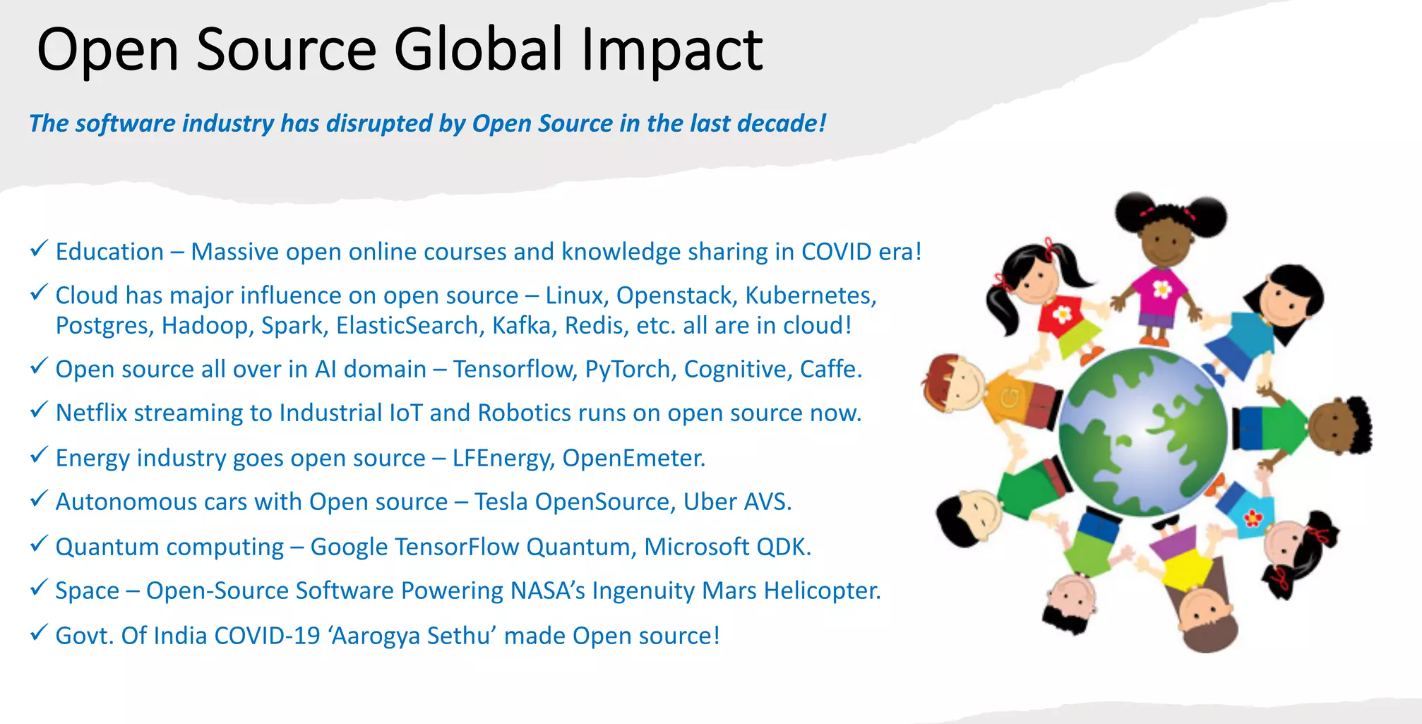 Open Source Global Impact
The software industry has disrupted by Open Source in the last decade!
✓ Education – Massive open online courses and knowledge sharing in COVID era!
✓ Cloud has major influence on open source – Linux, Openstack, Kubernetes,
Postgres, Hadoop, Spark, ElasticSearch, Kafka, Redis, etc. all are in cloud!
✓ Open source all over in AI domain – Tensorflow, PyTorch, Cognitive, Caffe.
✓ Netflix streaming to Industrial IoT and Robotics runs on open source now.
✓ Energy industry goes open source – LFEnergy, OpenEmeter.
✓ Autonomous cars with Open source – Tesla OpenSource, Uber AVS.
✓ Quantum computing – Google TensorFlow Quantum, Microsoft QDK.
✓ Space – Open-Source Software Powering NASA’s Ingenuity Mars Helicopter.
✓ Govt. Of India COVID-19 ‘Aarogya Sethu’ made Open source!
G